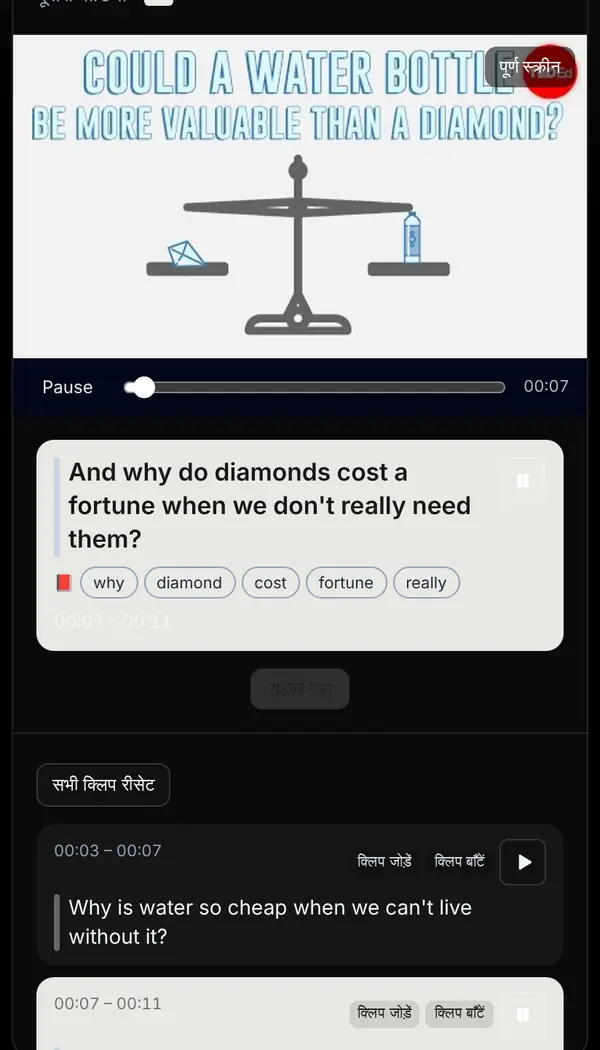 COULD A WATER BOTTLE
पूर्ण स्क्रीन
BE MORE VALUABLE THAN A DIAMOND?
Pause
00:07
And why do diamonds cost a
fortune when we don't really need
them?
why
diamond
cost
fortune
really
00:07 – 00:11
सभी क्लिप रीसेट
00:03 – 00:07
क्लिप जोड़ें
क्लिप बाँटें
Why is water so cheap when we can't live
without it?
00:07 – 00:11
क्लिप जोड़ें
क्लिप बाँटें